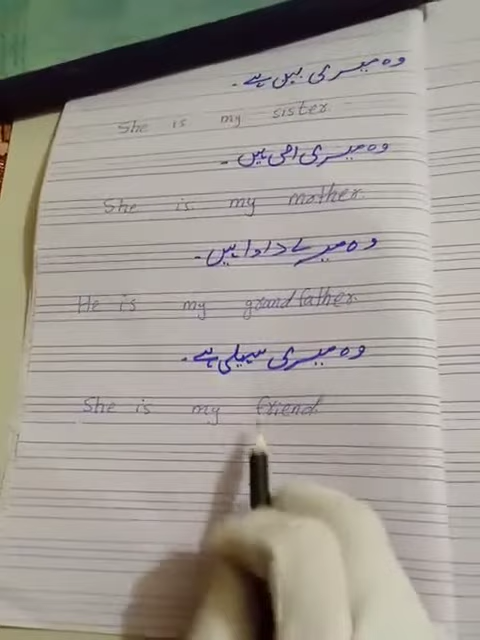 وہ میری بہن ہے۔
She is my sister
وہ میری امی ہیں۔
She is my mother.
وہ میرے دادا ہیں۔
He is my grandfather.
وہ میری سہیلی ہے۔
She is my friend